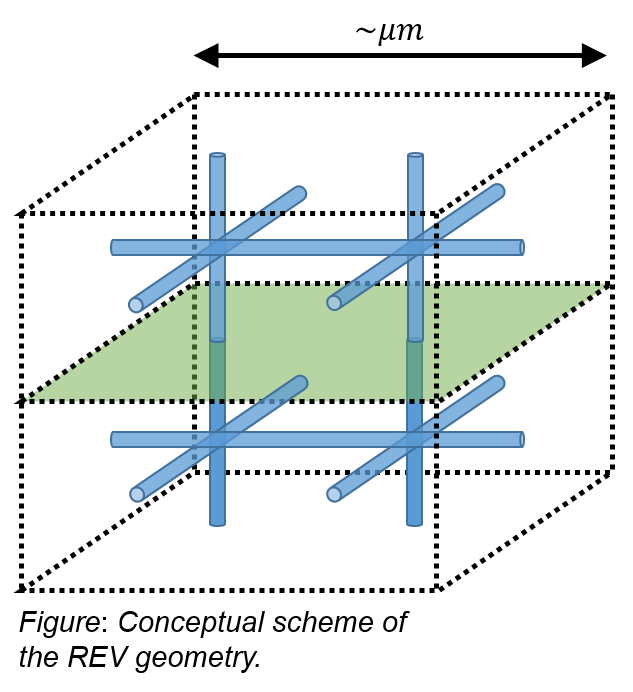 ~μm
Figure: Conceptual scheme of
the REV geometry.